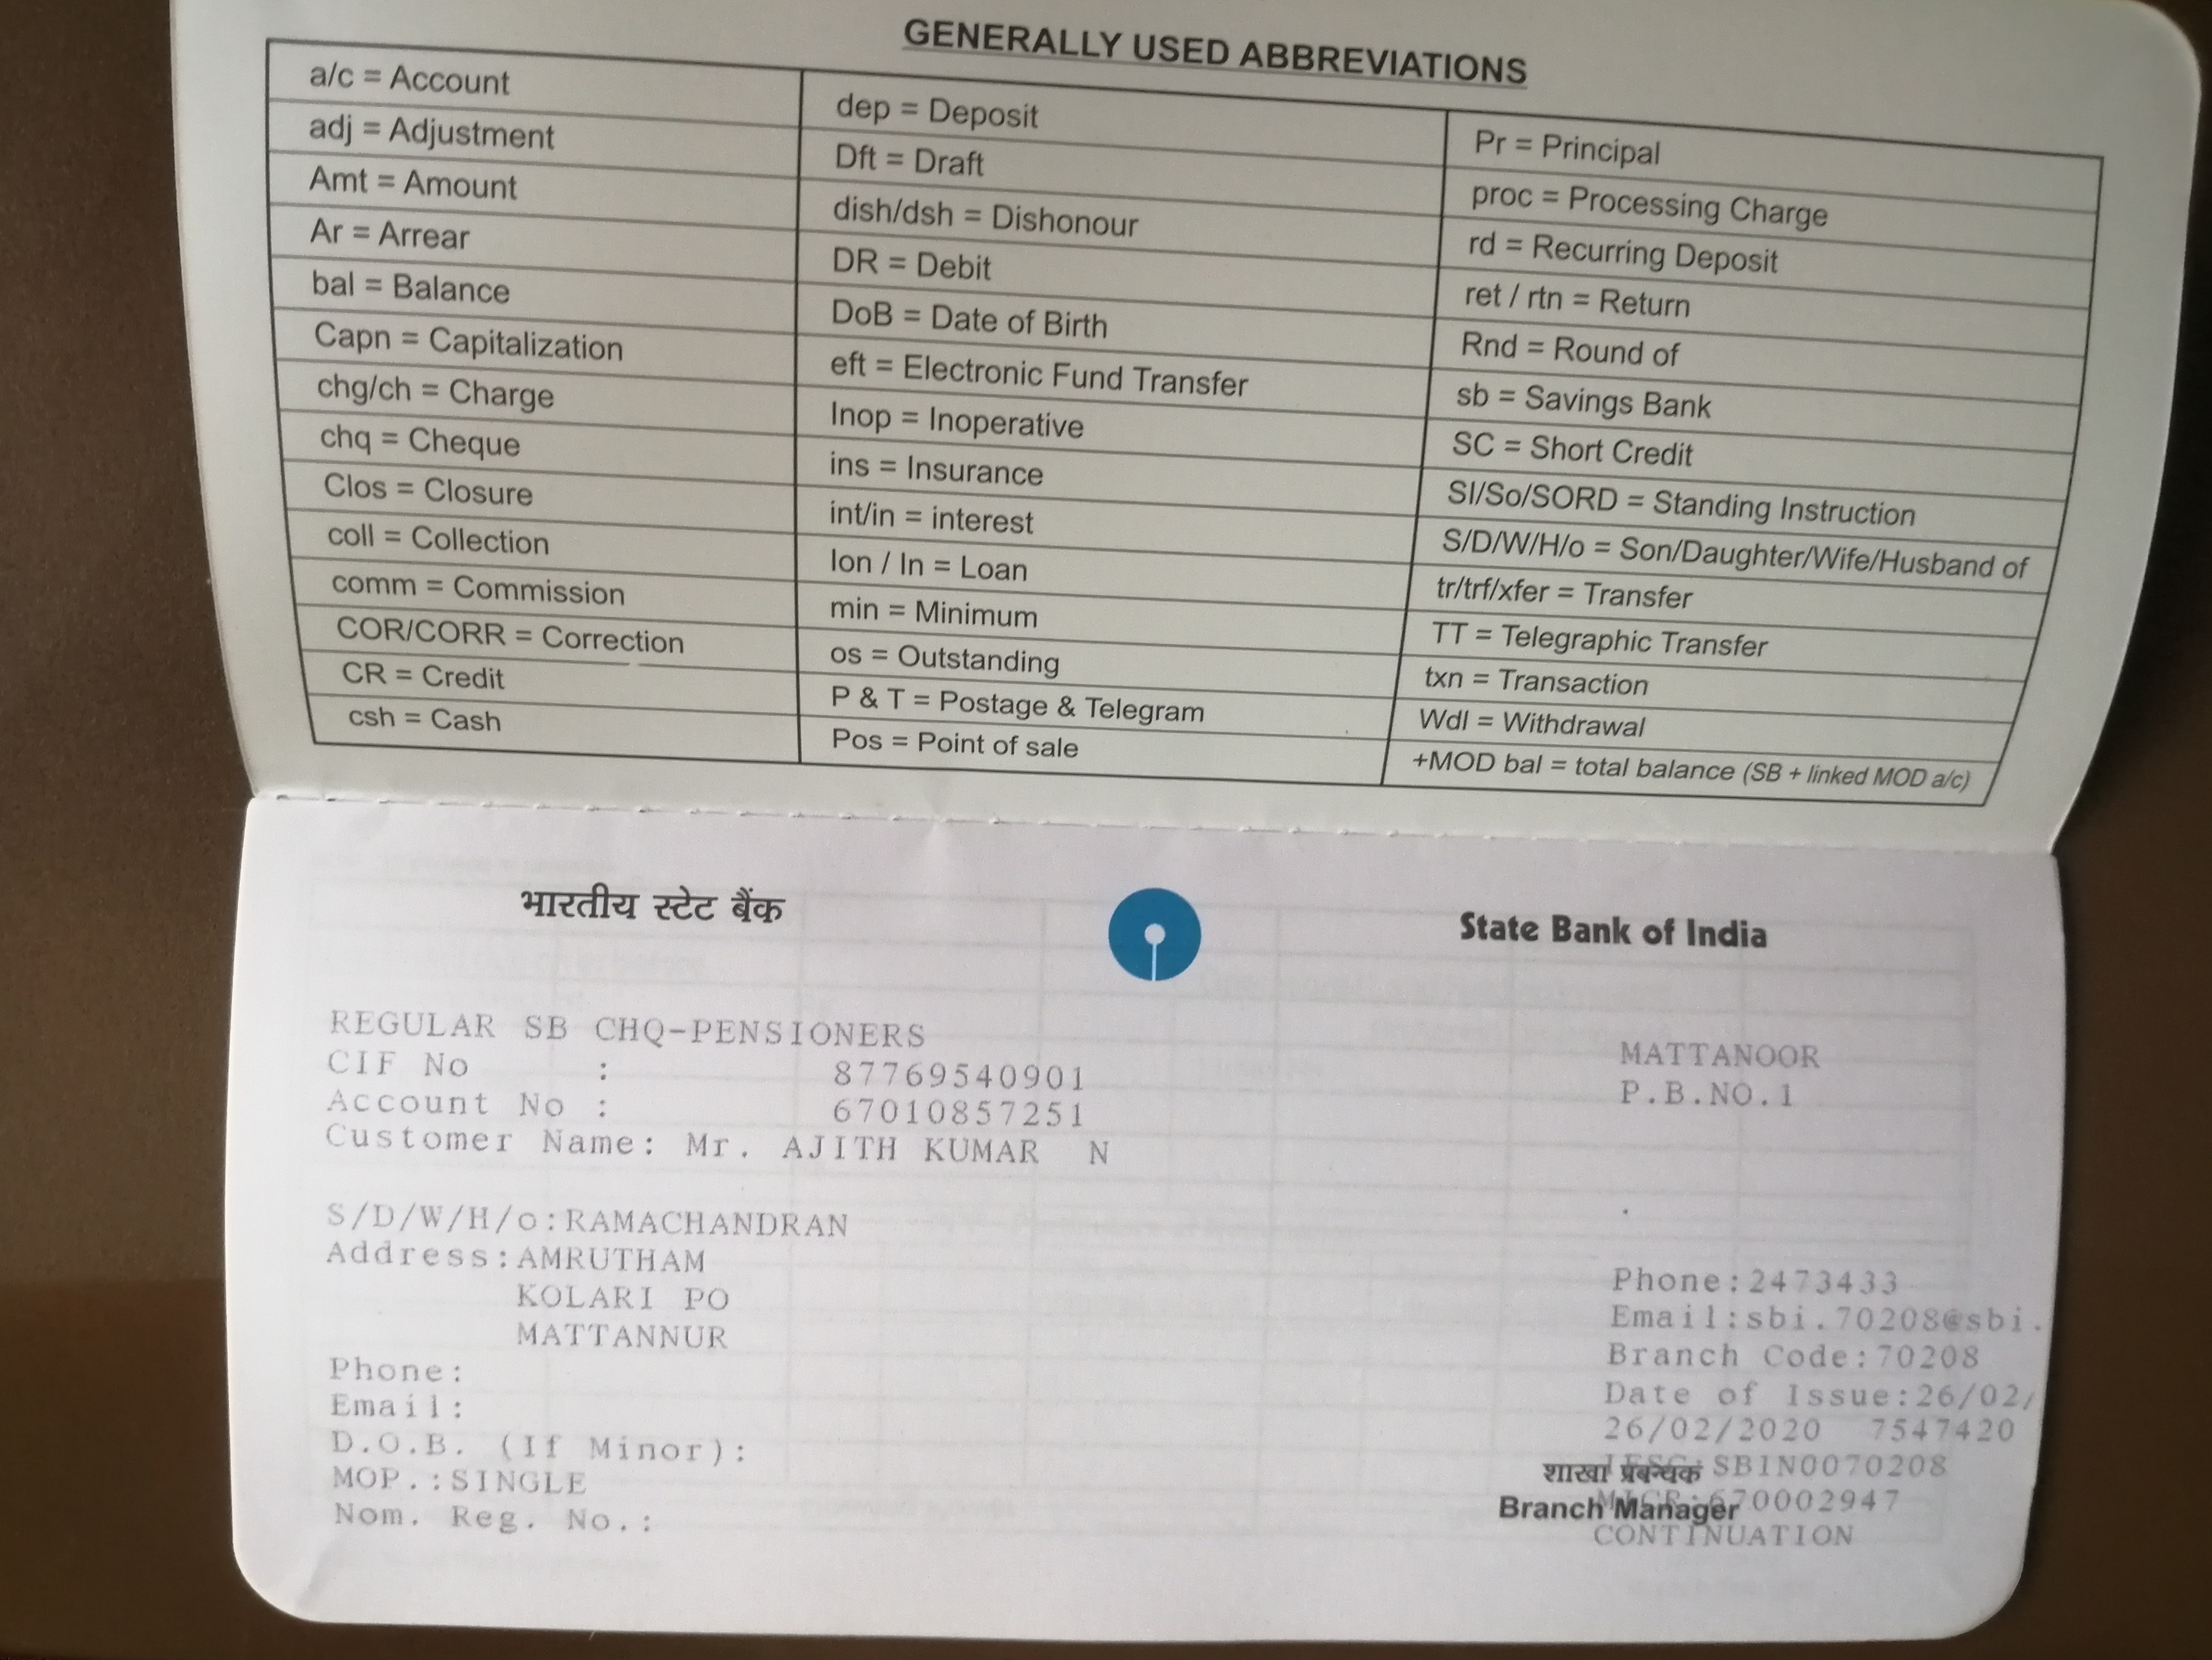 GENERALLY USED ABBREVIATIONS
a/c = Account
adj = Adjustment
Amt = Amount
Ar = Arrear
bal = Balance
Capn = Capitalization
chg/ch = Charge
chq = Cheque
Clos = Closure
coll = Collection
comm = Commission
COR/CORR = Correction
CR = Credit
csh = Cash
dep = Deposit
Dft = Draft
dish/dsh = Dishonour
DR = Debit
DoB = Date of Birth
eft = Electronic Fund Transfer
Inop = Inoperative
ins = Insurance
int/in = interest
lon / ln = Loan
min = Minimum
os = Outstanding
P & T = Postage & Telegram
Pos = Point of sale
Pr = Principal
proc = Processing Charge
rd = Recurring Deposit
ret / rtn = Return
Rnd = Round of
sb = Savings Bank
SC = Short Credit
SI/So/SORD = Standing Instruction
S/D/W/H/o = Son/Daughter/Wife/Husband of
tr/trf/xfer = Transfer
TT = Telegraphic Transfer
txn = Transaction
Wdl = Withdrawal
+MOD bal = total balance (SB + linked MOD a/c)
भारतीय स्टेट बैंक
State Bank of India
REGULAR SB CHQ-PENSIONERS
CIF No : 87769540901
Account No : 67010857251
Customer Name: Mr. AJITH KUMAR N
S/D/W/H/o:RAMACHANDRAN
Address:AMRUTHAM
KOLARI PO
MATTANNUR
Phone:
Email:
D.O.B. (If Minor):
MOP.:SINGLE
Nom. Reg. No.:
MATTANOOR
P.B.NO.1
.
Phone:2473433
Email:sbi.70208@sbi.
Branch Code:70208
Date of Issue:26/02/
26/02/2020 7547420
IFSC:SBIN0070208
शाखा प्रबन्धक
MICR:670002947
Branch Manager
CONTINUATION